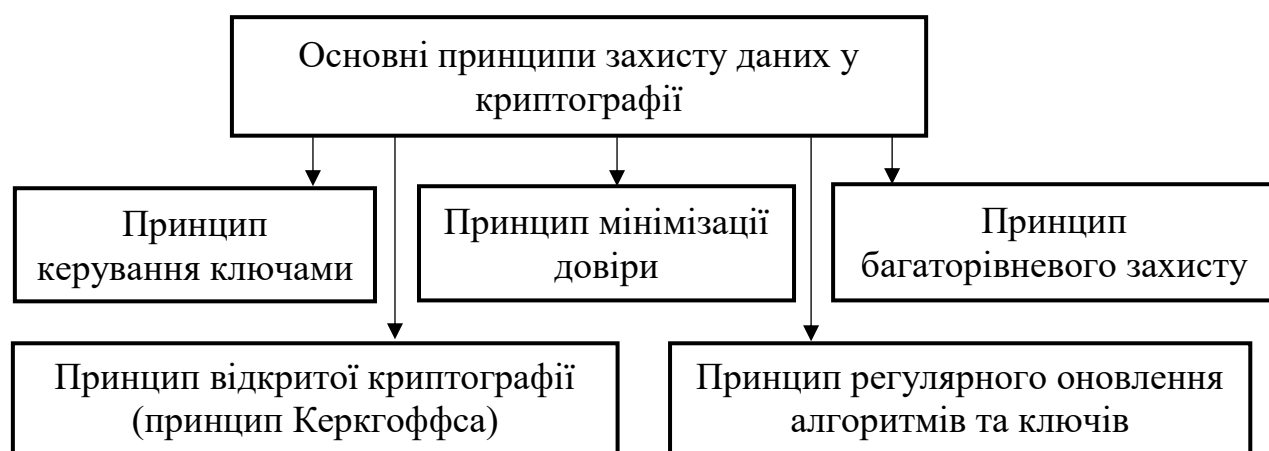 Основні принципи захисту даних у
криптографії
Принцип
керування ключами
Принцип мінімізації
довіри
Принцип
багаторівневого захисту
Принцип відкритої криптографії
(принцип Керкгоффса)
Принцип регулярного оновлення
алгоритмів та ключів